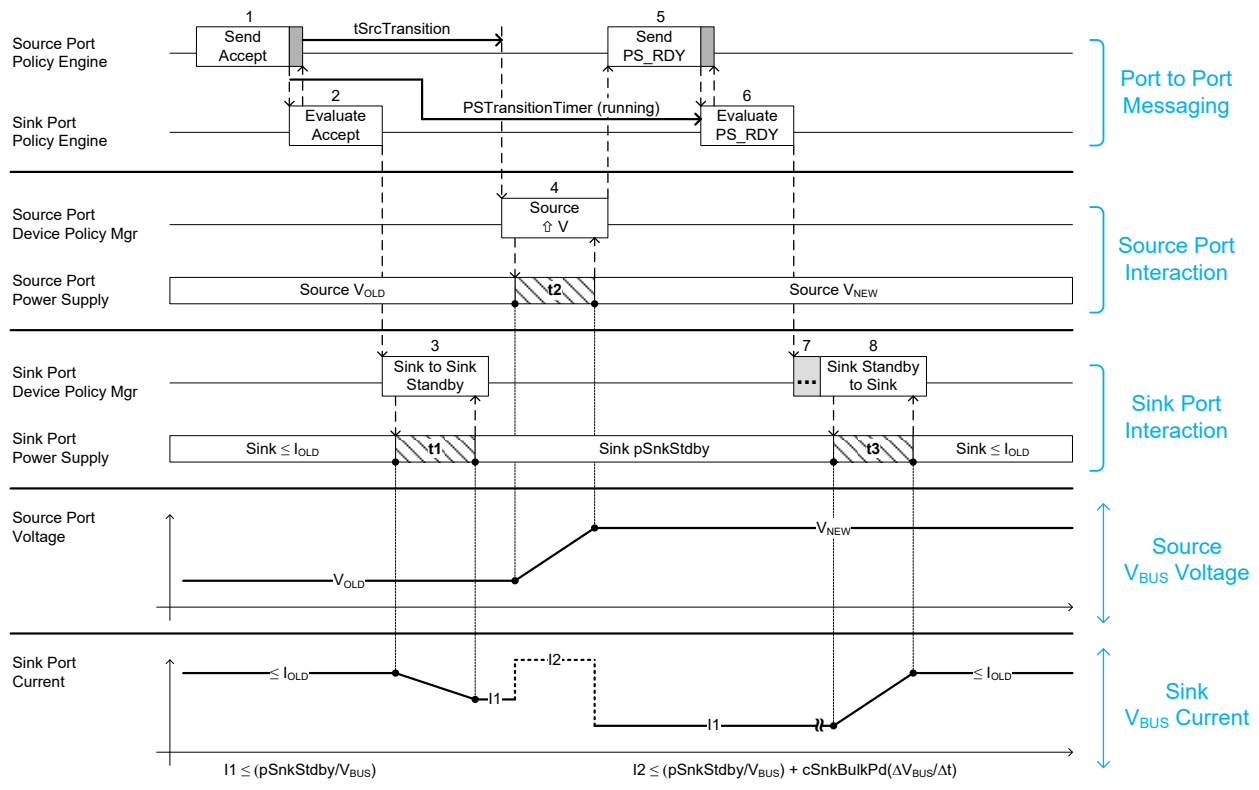 1
5
tSrcTransition
Source Port
Policy Engine
Send
Accept
Send
PS_RDY
Port to Port
Messaging
2
PSTransitionTimer (running)
6
Sink Port
Policy Engine
Evaluate
Accept
Evaluate
PS_RDY
4
Source Port
Device Policy Mgr
Source
⇧ V
Source Port
Interaction
Source Port
Power Supply
Source VOLD
t2
Source VNEW
3
7
8
Sink Port
Device Policy Mgr
Sink to Sink
Standby
...
Sink Standby
to Sink
Sink Port
Interaction
Sink Port
Power Supply
Sink ≤ IOLD
t1
Sink pSnkStdby
t3
Sink ≤ IOLD
Source Port
Voltage
VOLD
VNEW
Source
VBUS Voltage
Sink Port
Current
≤ IOLD
I1
I2
I1
≤ IOLD
Sink
VBUS Current
I1 ≤ (pSnkStdby/VBUS)
I2 ≤ (pSnkStdby/VBUS) + cSnkBulkPd(ΔVBUS/Δt)